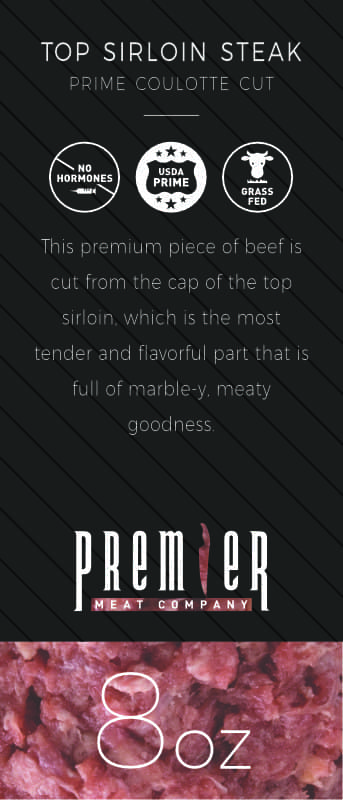 TOP SIRLOIN STEAK
PRIME COULOTTE CUT
NO
HORMONES
USDA
PRIME
GRASS
FED
This premium piece of beef is
cut from the cap of the top
sirloin, which is the most
tender and flavorful part that is
full of marble-y, meaty
goodness.
PREMIER
MEAT COMPANY
8oz